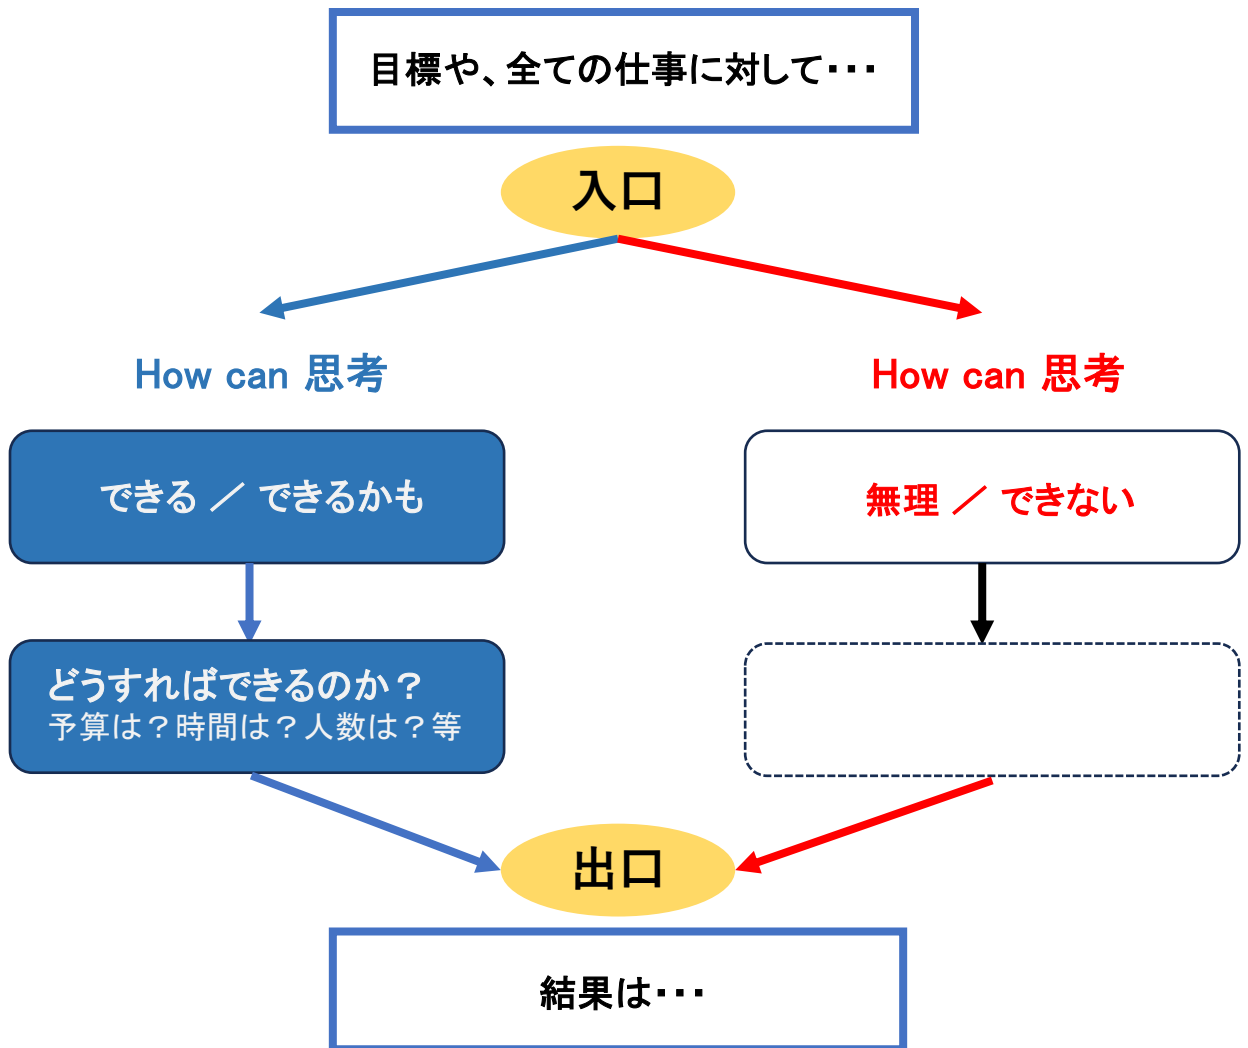 目標や、全ての仕事に対して・・・
入口
How can 思考
How can 思考
できる ／ できるかも
無理 ／ できない
どうすればできるのか？
予算は？時間は？人数は？等
出口
結果は・・・